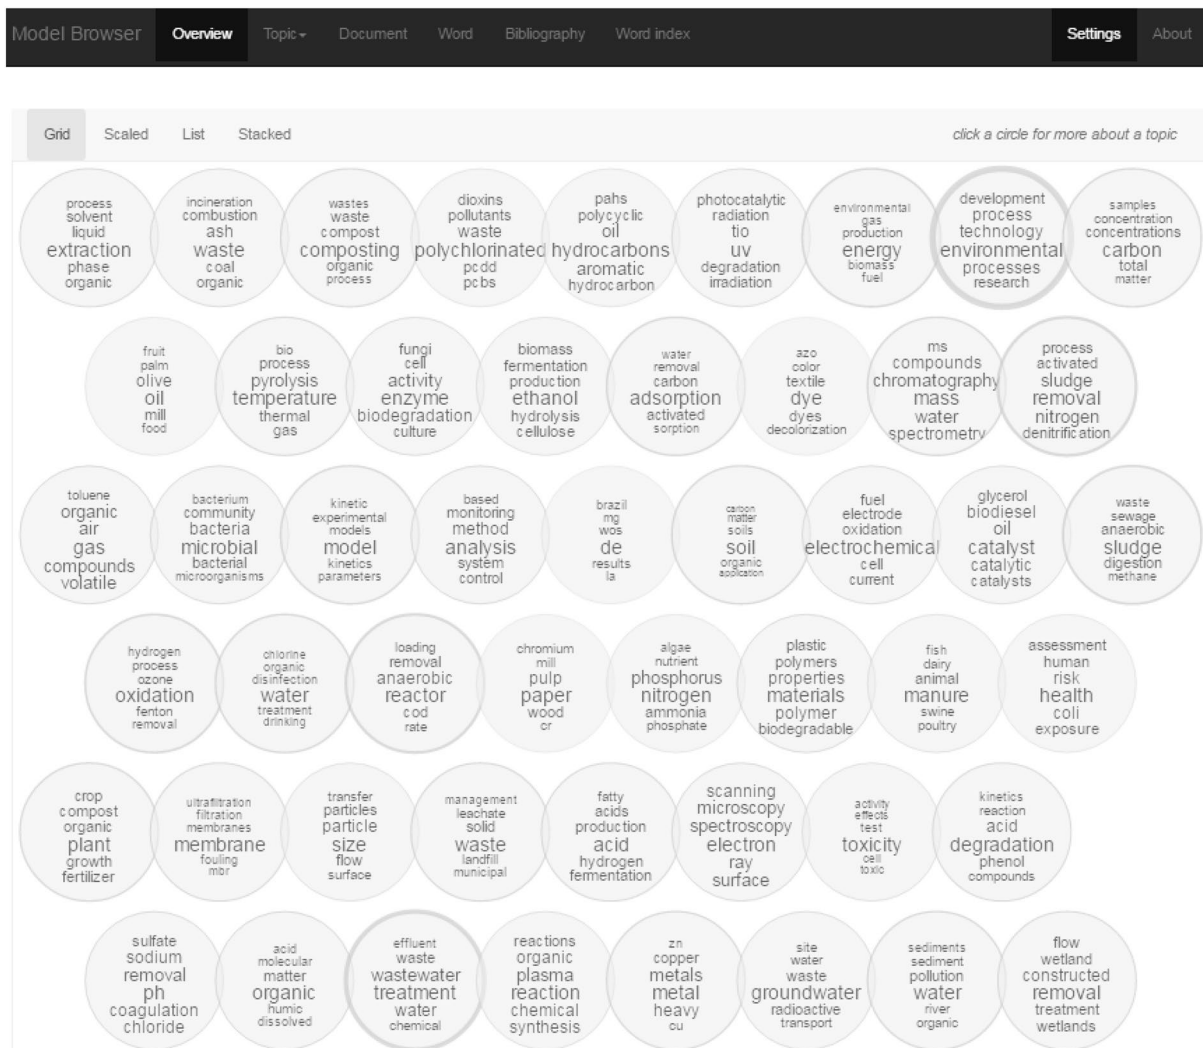 Model Browser Overview Topic Document Word Bibliography Word index Settings About
Grid Scaled List Stacked click a circle for more about a topic
process
solvent
liquid
extraction
phase
organic
incineration
combustion
ash
waste
coal
organic
wastes
waste
compost
composting
organic
process
dioxins
pollutants
waste
polychlorinated
pcdd
pcbs
pahs
polycyclic
oil
hydrocarbons
aromatic
hydrocarbon
photocatalytic
radiation
tio
uv
degradation
irradiation
environmental
gas
production
energy
biomass
fuel
development
process
technology
environmental
processes
research
samples
concentration
concentrations
carbon
total
matter
fruit
palm
olive
oil
mill
food
bio
process
pyrolysis
temperature
thermal
gas
fungi
cell
activity
enzyme
biodegradation
culture
biomass
fermentation
production
ethanol
hydrolysis
cellulose
water
removal
carbon
adsorption
activated
sorption
azo
color
textile
dye
dyes
decolorization
ms
compounds
chromatography
mass
water
spectrometry
process
activated
sludge
removal
nitrogen
denitrification
toluene
organic
air
gas
compounds
volatile
bacterium
community
bacteria
microbial
bacterial
microorganisms
kinetic
experimental
models
model
kinetics
parameters
based
monitoring
method
analysis
system
control
brazil
mg
wos
de
results
la
carbon
matter
soils
soil
organic
application
fuel
electrode
oxidation
electrochemical
cell
current
glycerol
biodiesel
oil
catalyst
catalytic
catalysts
waste
sewage
anaerobic
sludge
digestion
methane
hydrogen
process
ozone
oxidation
fenton
removal
chlorine
organic
disinfection
water
treatment
drinking
loading
removal
anaerobic
reactor
cod
rate
chromium
mill
pulp
paper
wood
cr
algae
nutrient
phosphorus
nitrogen
ammonia
phosphate
plastic
polymers
properties
materials
polymer
biodegradable
fish
dairy
animal
manure
swine
poultry
assessment
human
risk
health
coli
exposure
crop
compost
organic
plant
growth
fertilizer
ultrafiltration
filtration
membranes
membrane
fouling
mbr
transfer
particles
particle
size
flow
surface
management
leachate
solid
waste
landfill
municipal
fatty
acids
production
acid
hydrogen
fermentation
scanning
microscopy
spectroscopy
electron
ray
surface
activity
effects
test
toxicity
cell
toxic
kinetics
reaction
acid
degradation
phenol
compounds
sulfate
sodium
removal
ph
coagulation
chloride
acid
molecular
matter
organic
humic
dissolved
effluent
waste
wastewater
treatment
water
chemical
reactions
organic
plasma
reaction
chemical
synthesis
zn
copper
metals
metal
heavy
cu
site
water
waste
groundwater
radioactive
transport
sediments
sediment
pollution
water
river
organic
flow
wetland
constructed
removal
treatment
wetlands